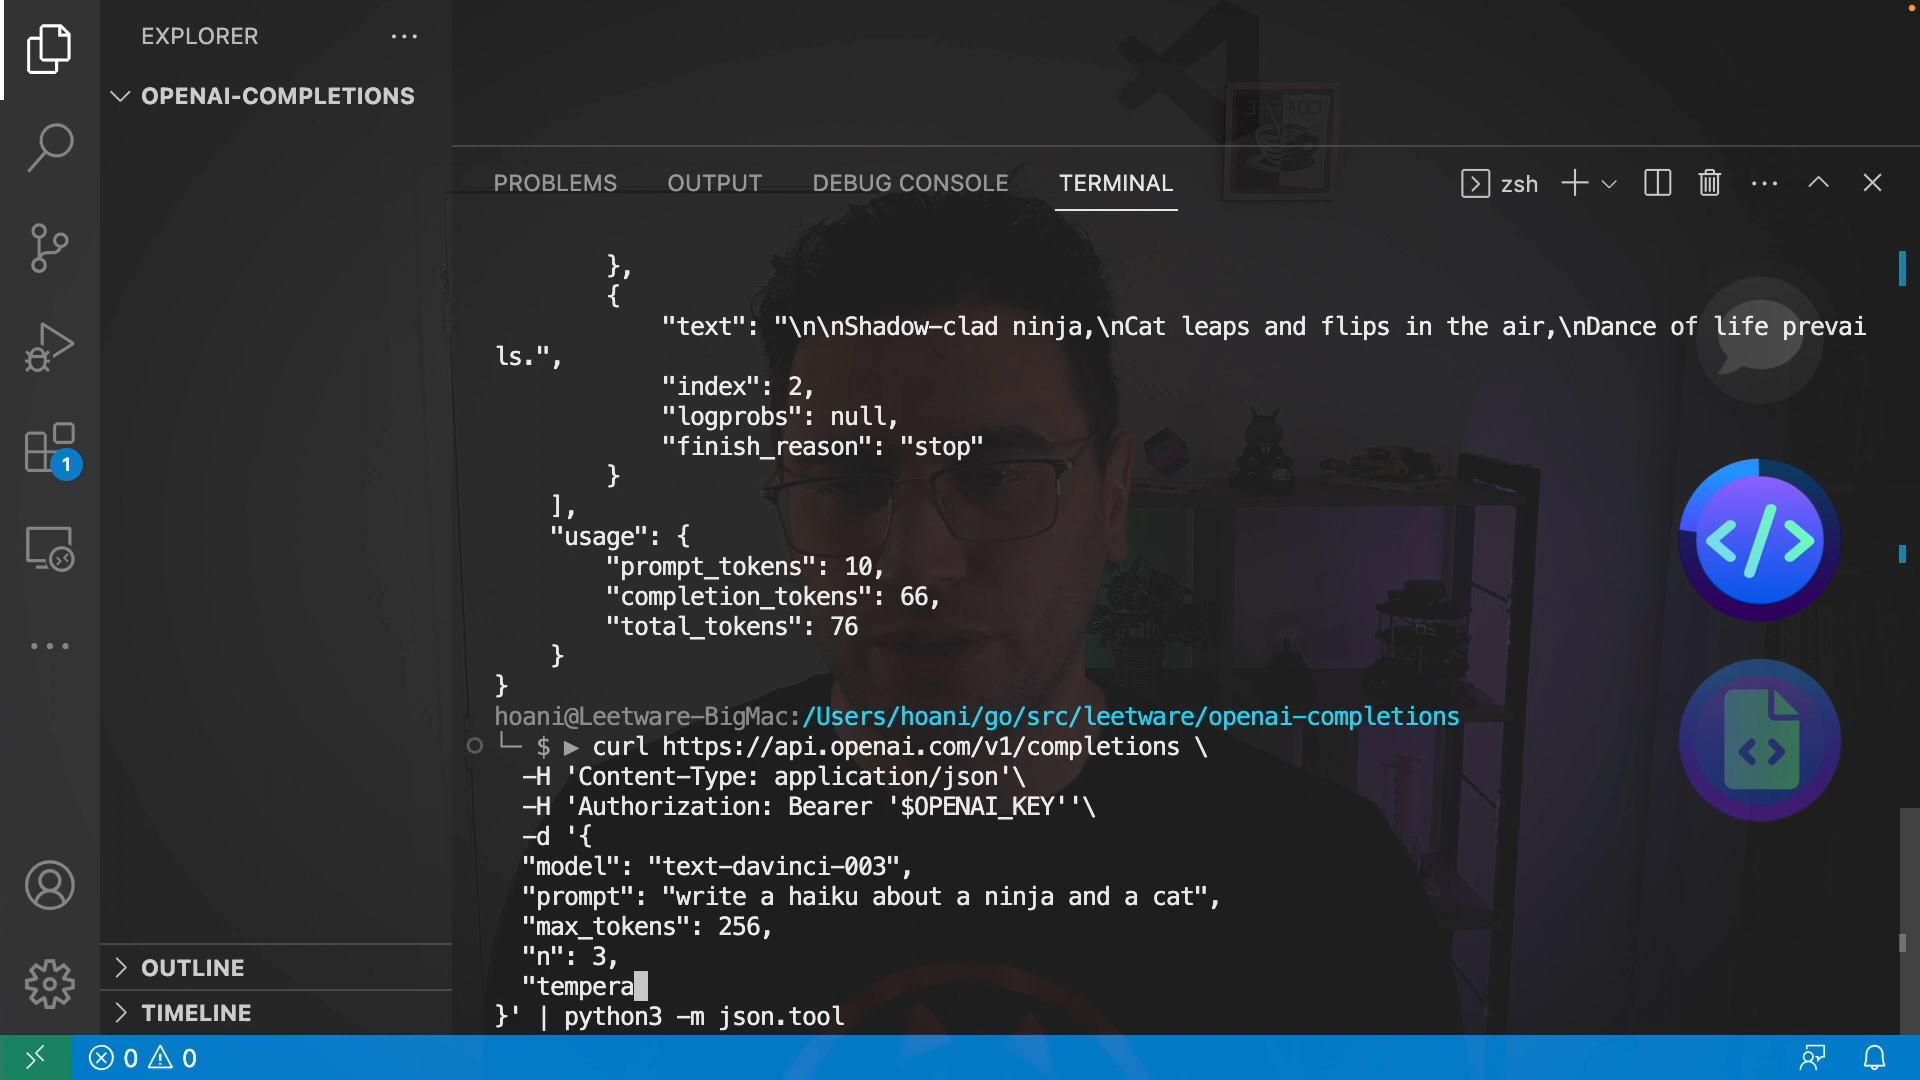 EXPLORER
OPENAI-COMPLETIONS
COFFEE
PROBLEMS OUTPUT DEBUG CONSOLE TERMINAL zsh
},
{
"text": "\n\nShadow-clad ninja,\nCat leaps and flips in the air,\nDance of life prevai
ls.",
"index": 2,
"logprobs": null,
"finish_reason": "stop"
}
],
"usage": {
"prompt_tokens": 10,
"completion_tokens": 66,
"total_tokens": 76
}
}
hoani@Leetware-BigMac:/Users/hoani/go/src/leetware/openai-completions
└─ $ ▶ curl https://api.openai.com/v1/completions \
-H 'Content-Type: application/json'\
-H 'Authorization: Bearer '$OPENAI_KEY''\
-d '{
"model": "text-davinci-003",
"prompt": "write a haiku about a ninja and a cat",
"max_tokens": 256,
"n": 3,
"tempera
}' | python3 -m json.tool
1
OUTLINE
TIMELINE
0 0